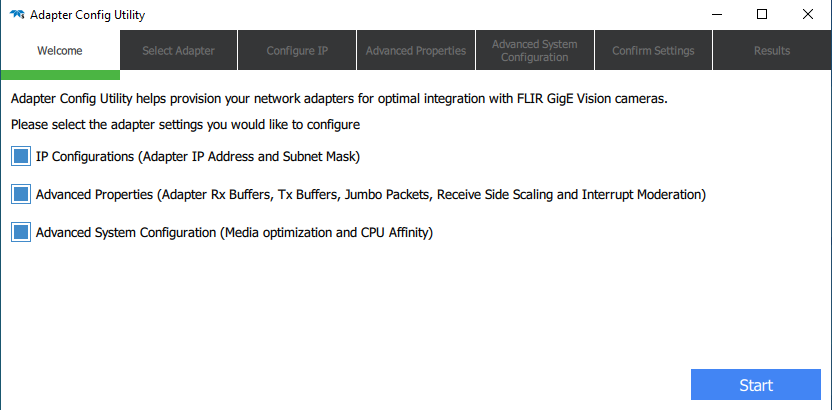 Adapter Config Utility
Welcome
Select Adapter
Configure IP
Advanced Properties
Advanced System
Configuration
Confirm Settings
Results
Adapter Config Utility helps provision your network adapters for optimal integration with FLIR GigE Vision cameras.
Please select the adapter settings you would like to configure
IP Configurations (Adapter IP Address and Subnet Mask)
Advanced Properties (Adapter Rx Buffers, Tx Buffers, Jumbo Packets, Receive Side Scaling and Interrupt Moderation)
Advanced System Configuration (Media optimization and CPU Affinity)
Start